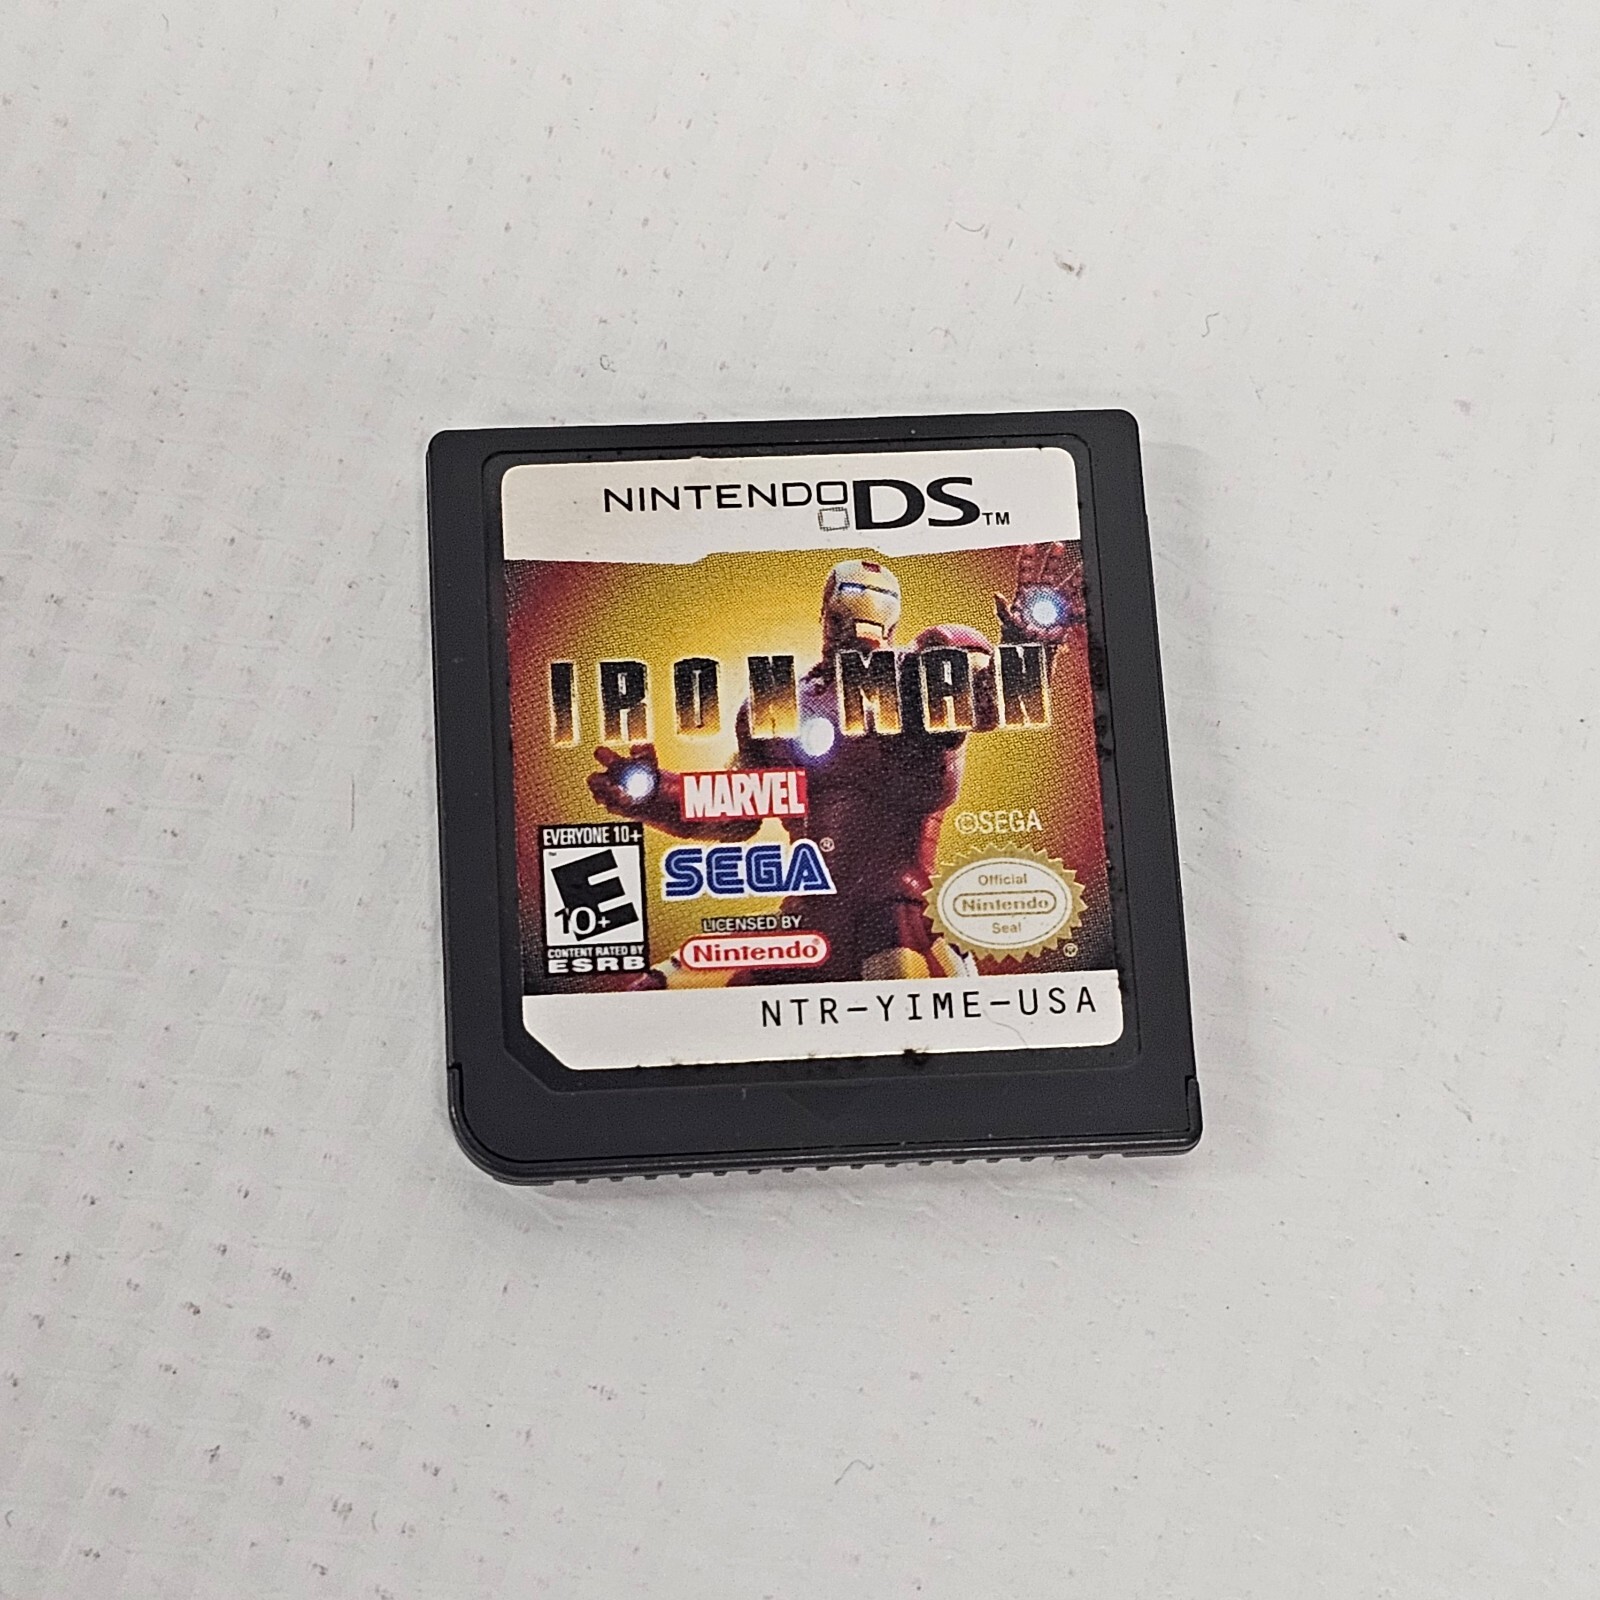 NINTENDO DS™
IRON MAN
MARVEL
©SEGA
EVERYONE 10+
E
10+
CONTENT RATED BY
ESRB
SEGA®
LICENSED BY
Nintendo®
Official
Nintendo
Seal
®
NTR-YIME-USA